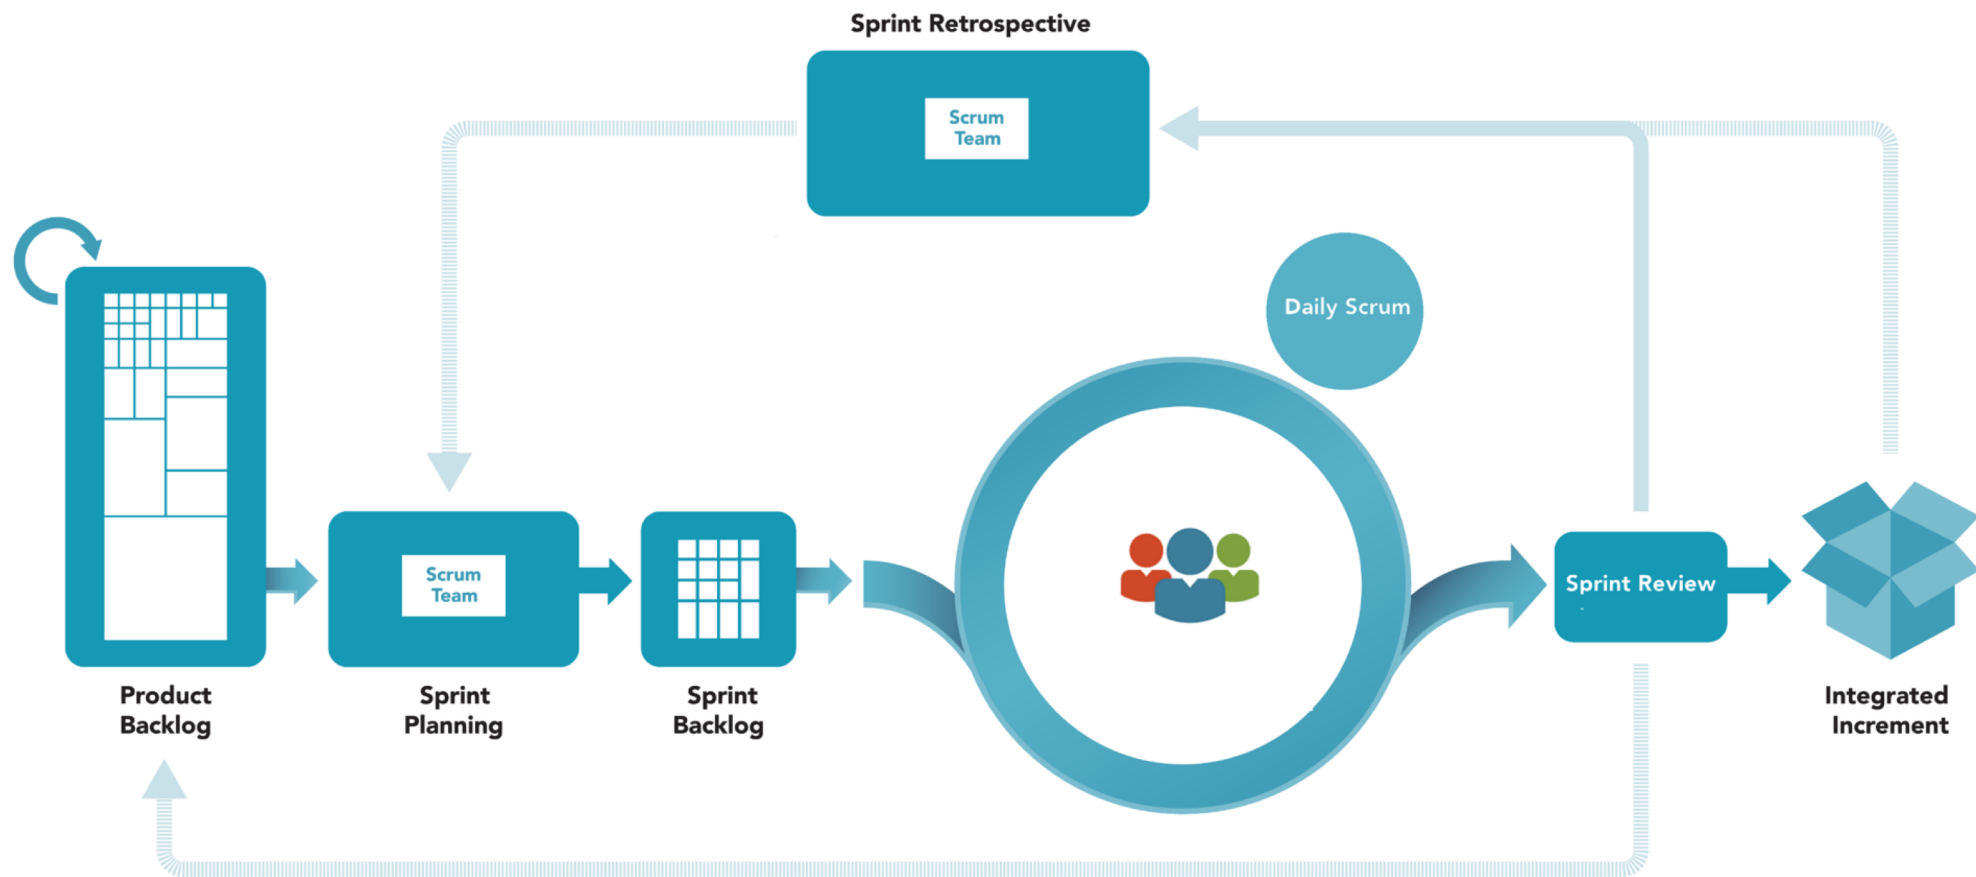 Sprint Retrospective
Scrum
Team
Daily Scrum
Scrum
Team
Sprint Review
Product
Backlog
Sprint
Planning
Sprint
Backlog
Integrated
Increment